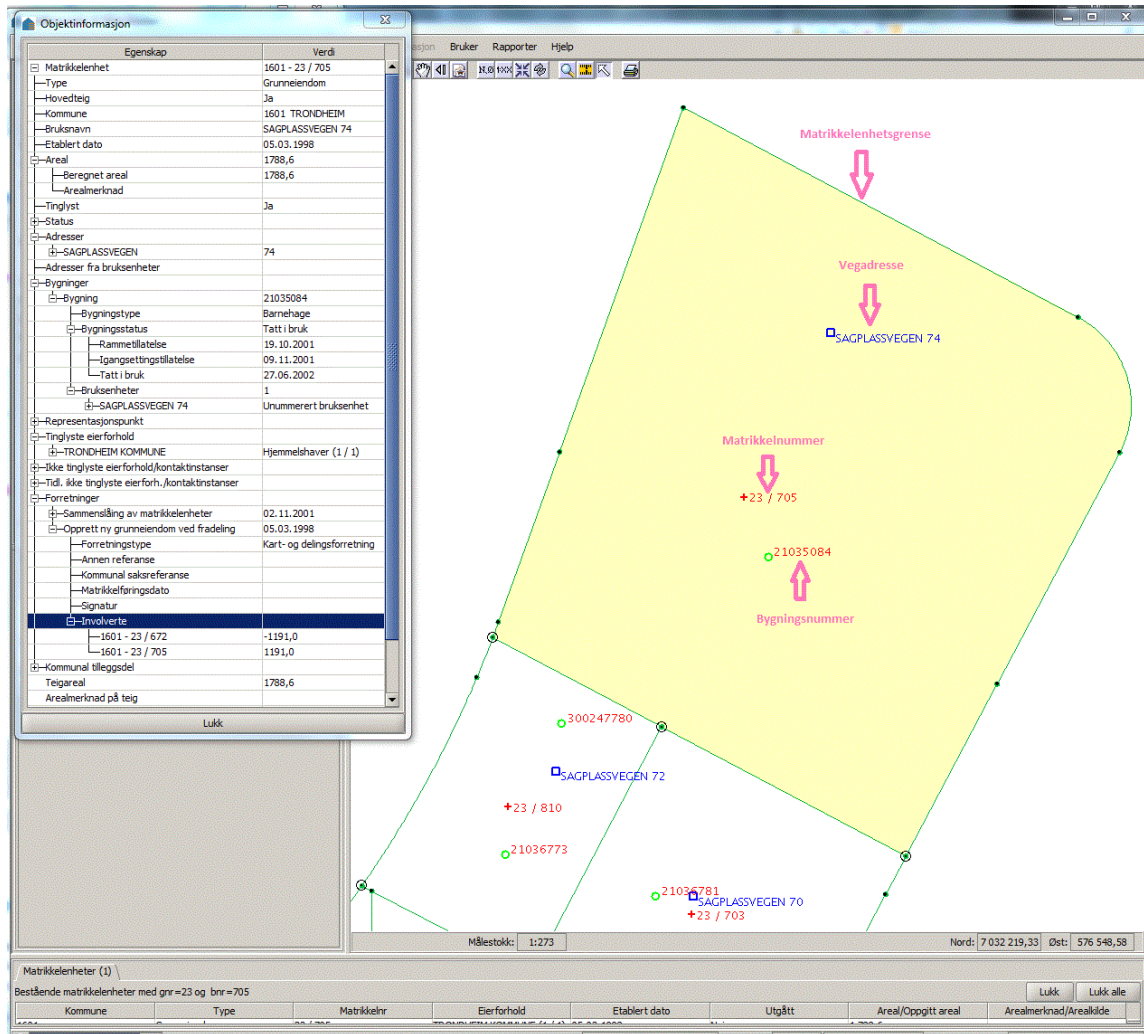 Objektinformasjon
Egenskap Verdi
Matrikkelenhet 1601 - 23 / 705
Type Grunneiendom
Hovedteig Ja
Kommune 1601 TRONDHEIM
Bruksnavn SAGPLASSVEGEN 74
Etablert dato 05.03.1998
Areal 1788,6
Beregnet areal 1788,6
Arealmerknad
Tinglyst Ja
Status
Adresser
SAGPLASSVEGEN 74
Adresser fra bruksenheter
Bygninger
Bygning 21035084
Bygningstype Barnehage
Bygningsstatus Tatt i bruk
Rammetillatelse 19.10.2001
Igangsettingstillatelse 09.11.2001
Tatt i bruk 27.06.2002
Bruksenheter 1
SAGPLASSVEGEN 74 Unummerert bruksenhet
Representasjonspunkt
Tinglyste eierforhold
TRONDHEIM KOMMUNE Hjemmelshaver (1 / 1)
Ikke tinglyste eierforhold/kontaktinstanser
Tidl. ikke tinglyste eierforh./kontaktinstanser
Forretninger
Sammenslåing av matrikkelenheter 02.11.2001
Opprett ny grunneiendom ved fradeling 05.03.1998
Forretningstype Kart- og delingsforretning
Annen referanse
Kommunal saksreferanse
Matrikkelføringsdato
Signatur
Involverte
1601 - 23 / 672 -1191,0
1601 - 23 / 705 1191,0
Kommunal tilleggsdel
Teigareal 1788,6
Arealmerknad på teig
Lukk
Bruker Rapporter Hjelp
Matrikkelenhetsgrense
Vegadresse
SAGPLASSVEGEN 74
Matrikkelnummer
23 / 705
21035084
Bygningsnummer
300247780
SAGPLASSVEGEN 72
23 / 810
21036773
21036781
SAGPLASSVEGEN 70
23 / 703
Målestokk: 1:273 Nord: 7 032 219,33 Øst: 576 548,58
Matrikkelenheter (1)
Bestående matrikkelenheter med gnr=23 og bnr=705 Lukk Lukk alle
Kommune Type Matrikkelnr Eierforhold Etablert dato Utgått Areal/Oppgitt areal Arealmerknad/Arealkilde